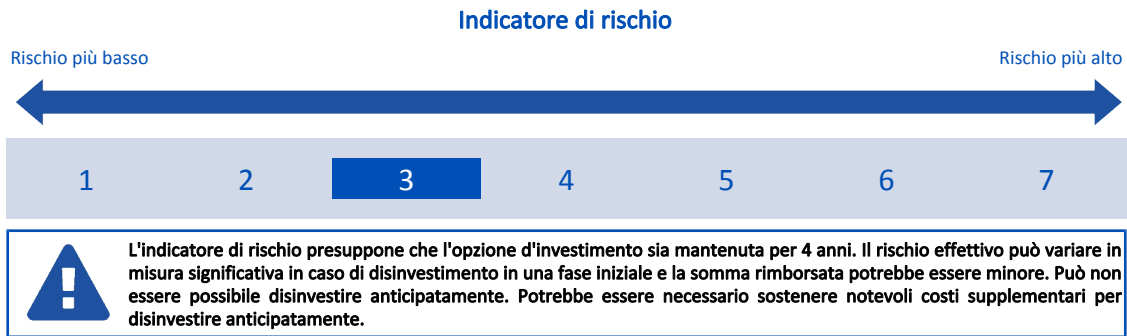 Indicatore di rischio
Rischio più basso
Rischio più alto
1 2 3 4 5 6 7
L'indicatore di rischio presuppone che l'opzione d'investimento sia mantenuta per 4 anni. Il rischio effettivo può variare in
misura significativa in caso di disinvestimento in una fase iniziale e la somma rimborsata potrebbe essere minore. Può non
essere possibile disinvestire anticipatamente. Potrebbe essere necessario sostenere notevoli costi supplementari per
disinvestire anticipatamente.